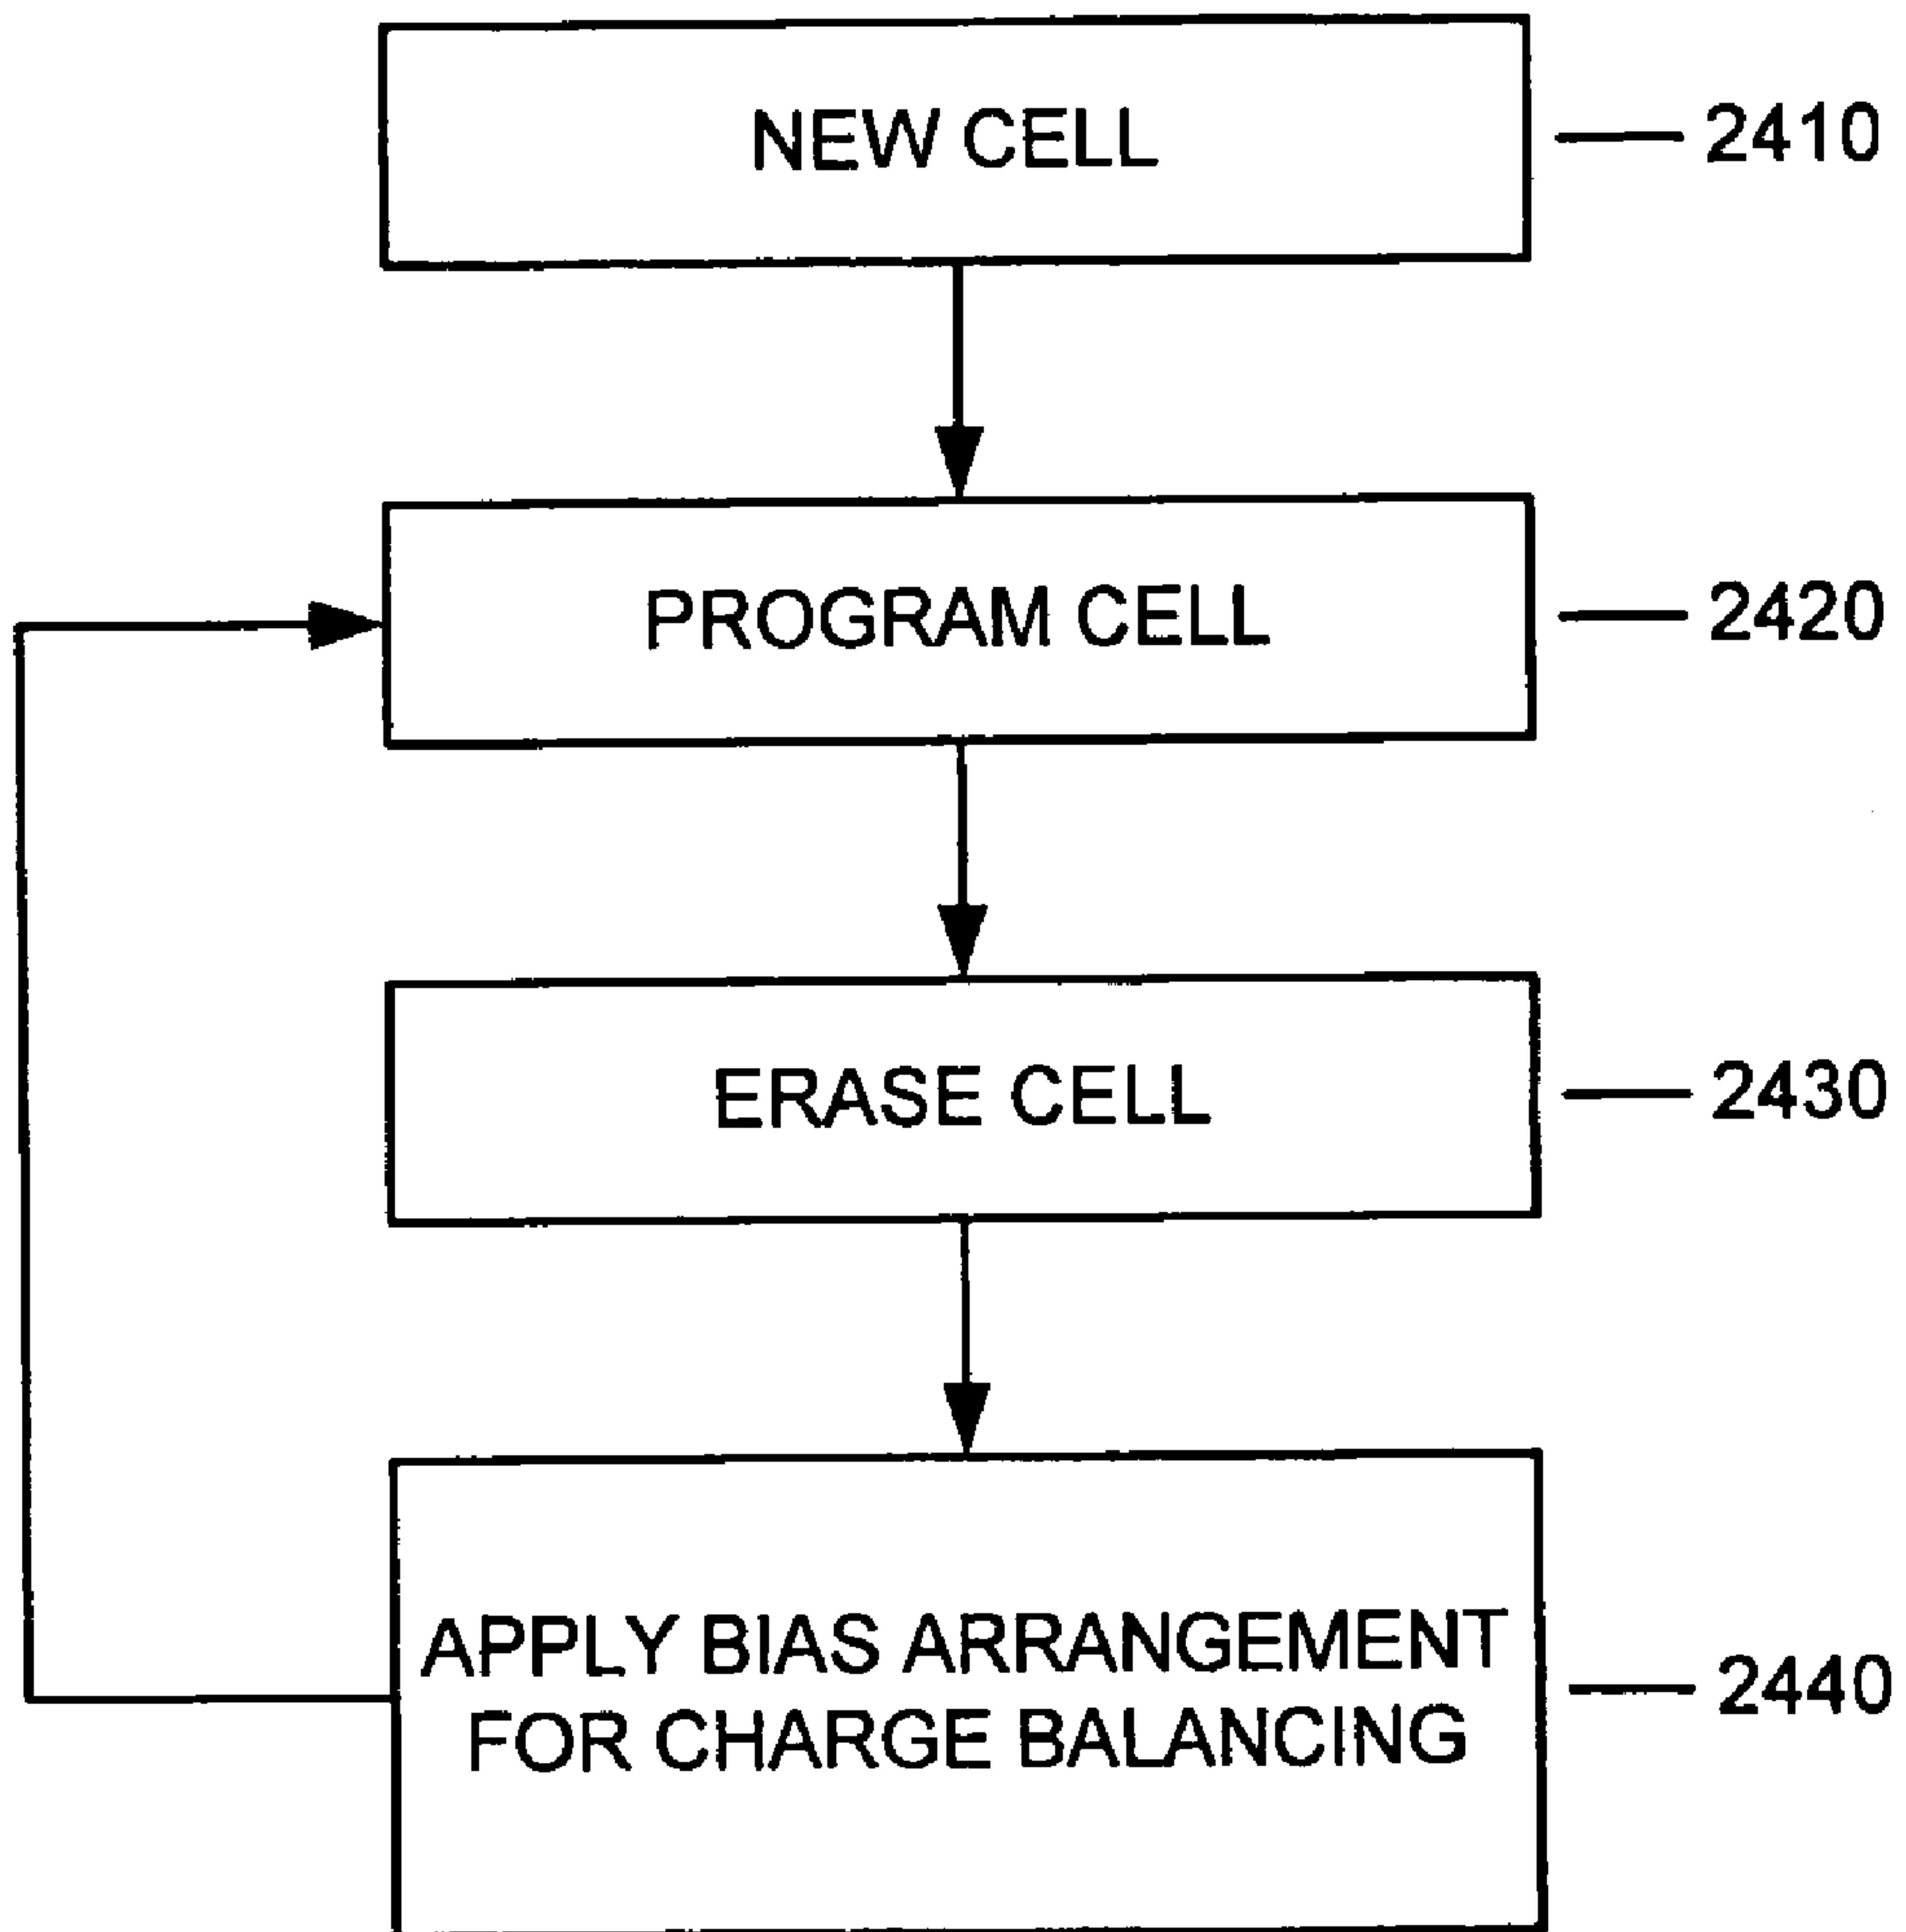 NEW CELL
2410
PROGRAM CELL
2420
ERASE CELL
2430
APPLY BIAS ARRANGEMENT
FOR CHARGE BALANCING
2440